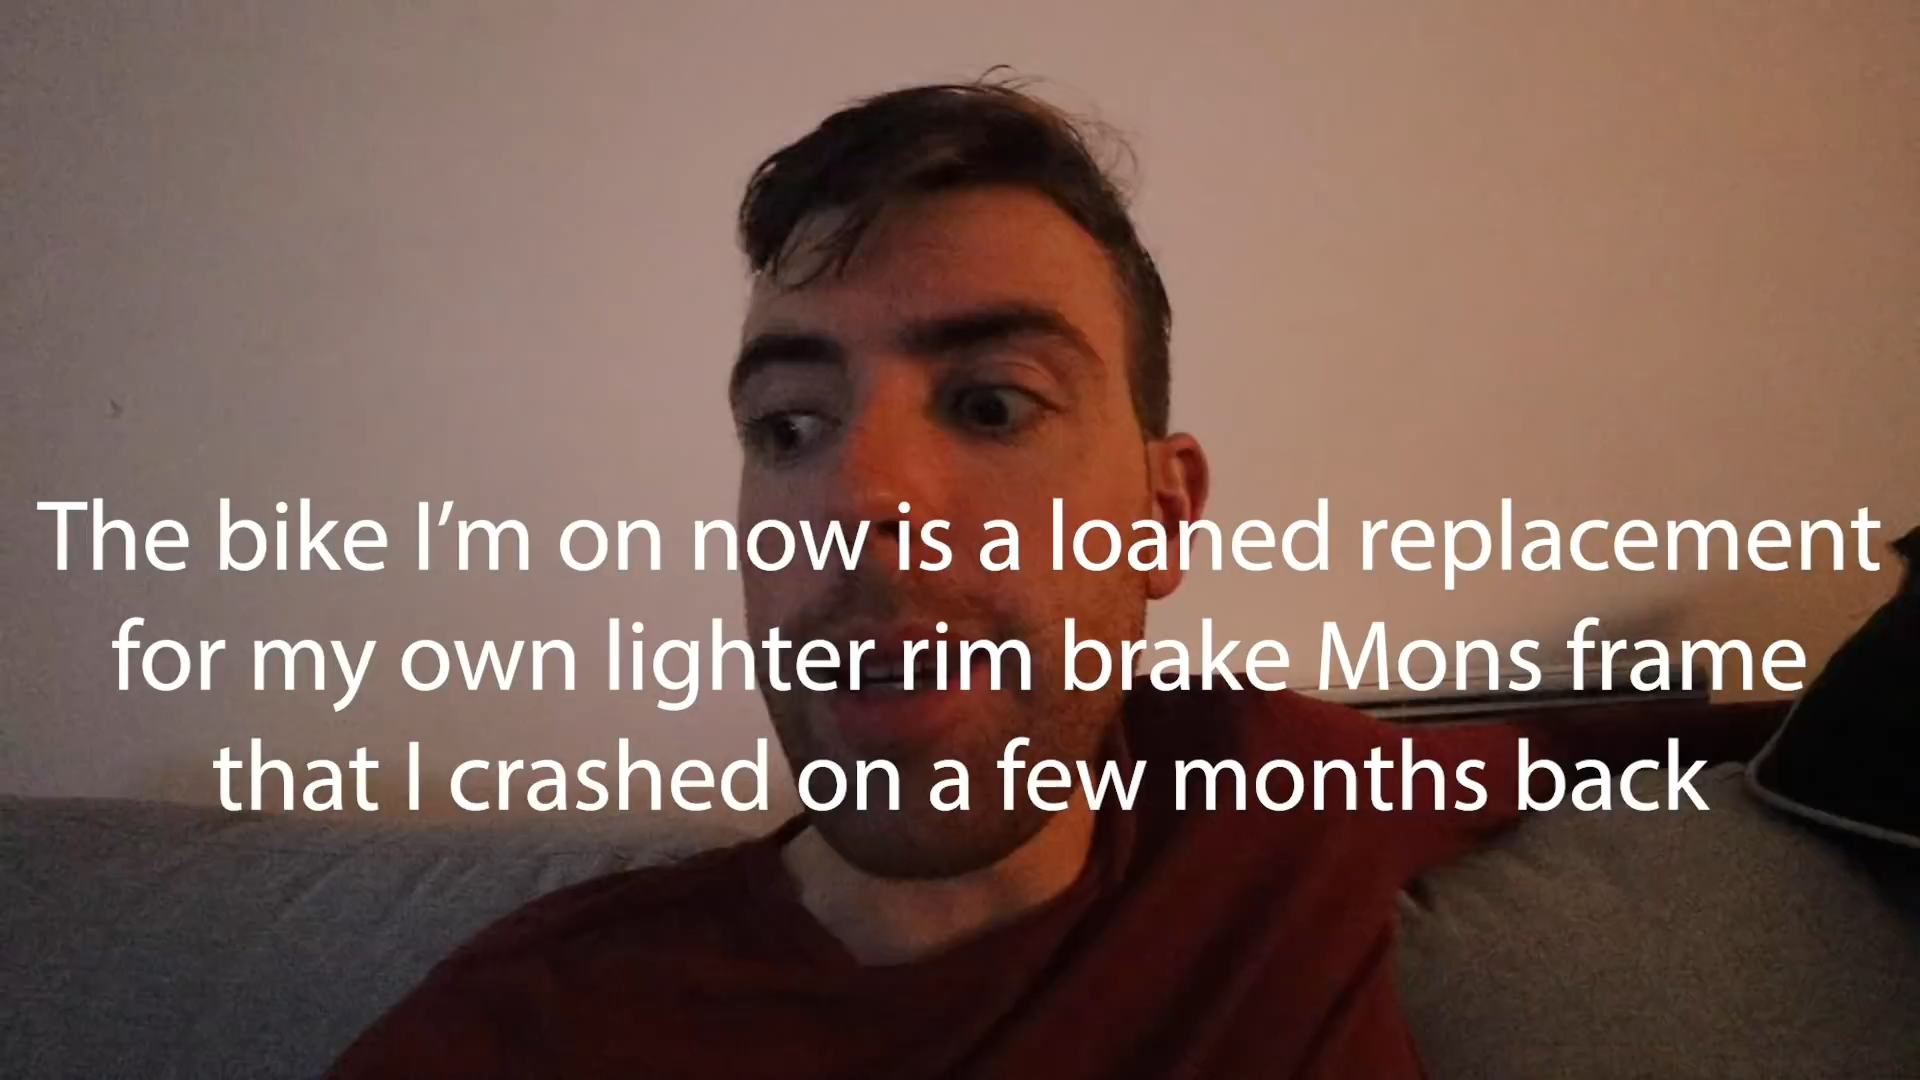 The bike I’m on now is a loaned replacement
for my own lighter rim brake Mons frame
that I crashed on a few months back